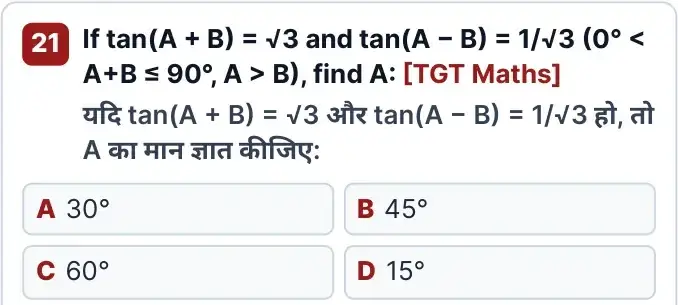 21 If tan(A + B) = √3 and tan(A − B) = 1/√3 (0° <
A+B ≤ 90°, A > B), find A: [TGT Maths]
यदि tan(A + B) = √3 और tan(A − B) = 1/√3 हो, तो
A का मान ज्ञात कीजिए:
A 30° B 45°
C 60° D 15°